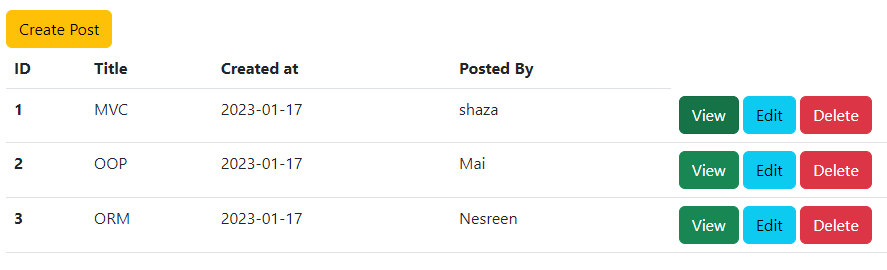 Create Post
ID Title Created at Posted By
1 MVC 2023-01-17 shaza View Edit Delete
2 OOP 2023-01-17 Mai View Edit Delete
3 ORM 2023-01-17 Nesreen View Edit Delete